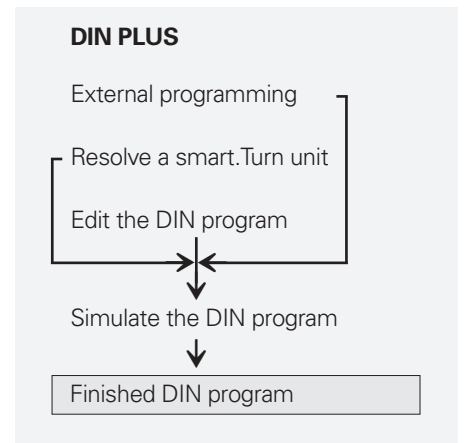 DIN PLUS
External programming
Resolve a smart.Turn unit
Edit the DIN program
Simulate the DIN program
Finished DIN program